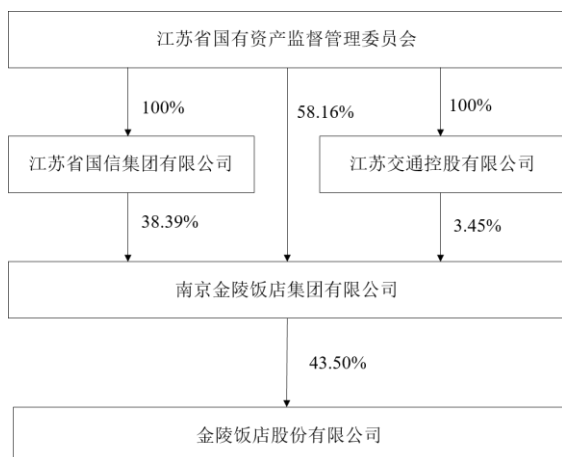 江苏省国有资产监督管理委员会
100%
58.16%
100%
江苏省国信集团有限公司
江苏交通控股有限公司
38.39%
3.45%
南京金陵饭店集团有限公司
43.50%
金陵饭店股份有限公司